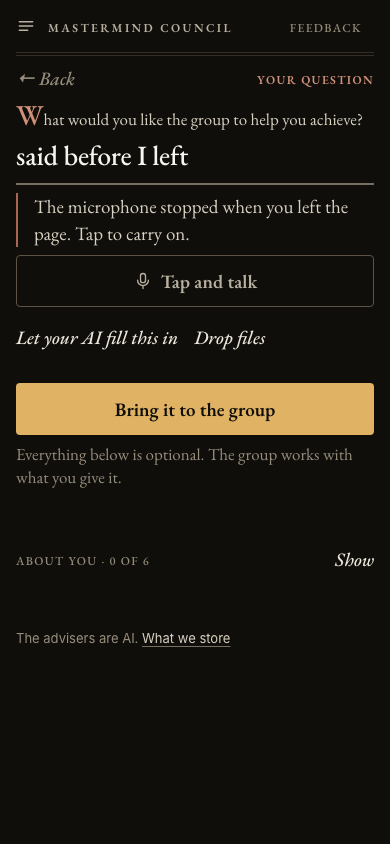 MASTERMIND COUNCIL FEEDBACK
← Back YOUR QUESTION
What would you like the group to help you achieve?
said before I left
The microphone stopped when you left the
page. Tap to carry on.
Tap and talk
Let your AI fill this in Drop files
Bring it to the group
Everything below is optional. The group works with
what you give it.
ABOUT YOU · 0 OF 6 Show
The advisers are AI. What we store